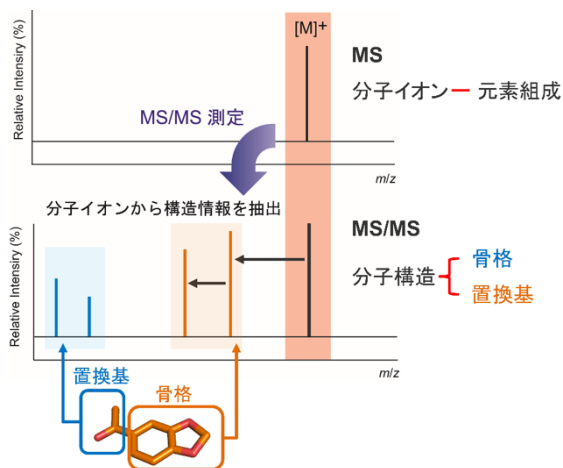 [M]+
Relative Intensiry (%)
MS
分子イオン ー 元素組成
MS/MS 測定
m/z
分子イオンから構造情報を抽出
Relative Intensiry (%)
MS/MS
分子構造
骨格
置換基
m/z
置換基
骨格